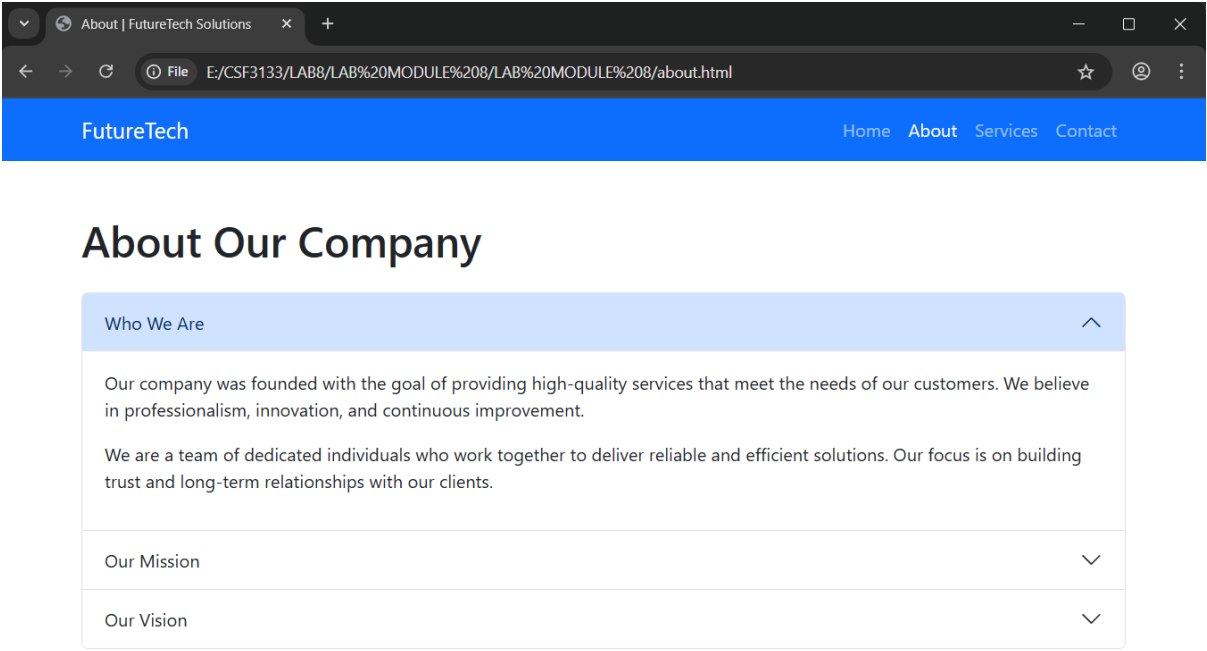 About | FutureTech Solutions
File E:/CSF3133/LAB8/LAB%20MODULE%208/LAB%20MODULE%208/about.html
FutureTech Home About Services Contact
About Our Company
Who We Are
Our company was founded with the goal of providing high-quality services that meet the needs of our customers. We believe
in professionalism, innovation, and continuous improvement.
We are a team of dedicated individuals who work together to deliver reliable and efficient solutions. Our focus is on building
trust and long-term relationships with our clients.
Our Mission
Our Vision